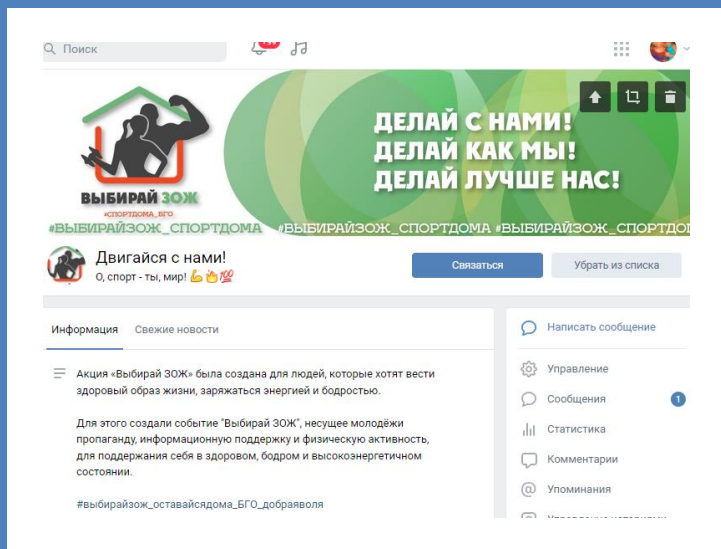 Поиск
ДЕЛАЙ С НАМИ!
ДЕЛАЙ КАК МЫ!
ДЕЛАЙ ЛУЧШЕ НАС!
ВЫБИРАЙ ЗОЖ
#СПОРТДОМА_БГО
#ВЫБИРАЙЗОЖ_СПОРТДОМА #ВЫБИРАЙЗОЖ_СПОРТДОМА #ВЫБИРАЙЗОЖ_СПОРТДОМ
Двигайся с нами!
О, спорт - ты, мир! 💪🔥💯
Связаться
Убрать из списка
Информация Свежие новости
Акция «Выбирай ЗОЖ» была создана для людей, которые хотят вести
здоровый образ жизни, заряжаться энергией и бодростью.
Для этого создали событие "Выбирай ЗОЖ", несущее молодёжи
пропаганду, информационную поддержку и физическую активность,
для поддержания себя в здоровом, бодром и высокоэнергетичном
состоянии.
#выбирайзож_оставайсядома_БГО_добраяволя
Написать сообщение
Управление
Сообщения 1
Статистика
Комментарии
Упоминания